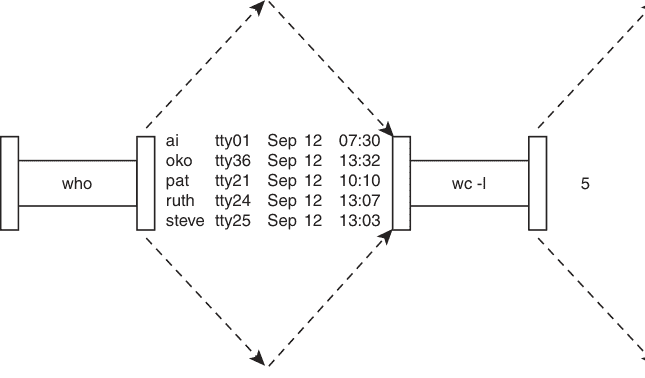 who
ai tty01 Sep 12 07:30
oko tty36 Sep 12 13:32
pat tty21 Sep 12 10:10
ruth tty24 Sep 12 13:07
steve tty25 Sep 12 13:03
wc -l
5